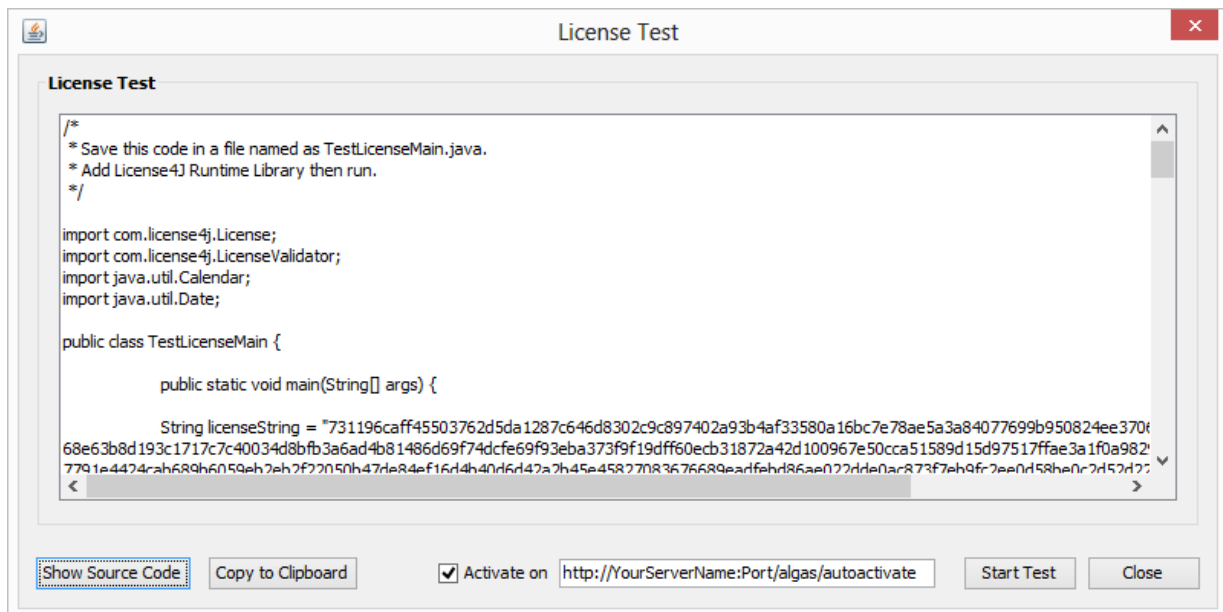 License Test
License Test
/*
* Save this code in a file named as TestLicenseMain.java.
* Add License4J Runtime Library then run.
*/
import com.license4j.License;
import com.license4j.LicenseValidator;
import java.util.Calendar;
import java.util.Date;
public class TestLicenseMain {
public static void main(String[] args) {
String licenseString = "731196caff45503762d5da1287c646d8302c9c897402a93b4af33580a16bc7e78ae5a3a84077699b950824ee3706
68e63b8d193c1717c7c40034d8bfb3a6ad4b81486d69f74dcfe69f93eba373f9f19dff60ecb31872a42d100967e50cca51589d15d97517ffae3a1f0a982
Show Source Code Copy to Clipboard Activate on http://YourServerName:Port/algas/autoactivate Start Test Close